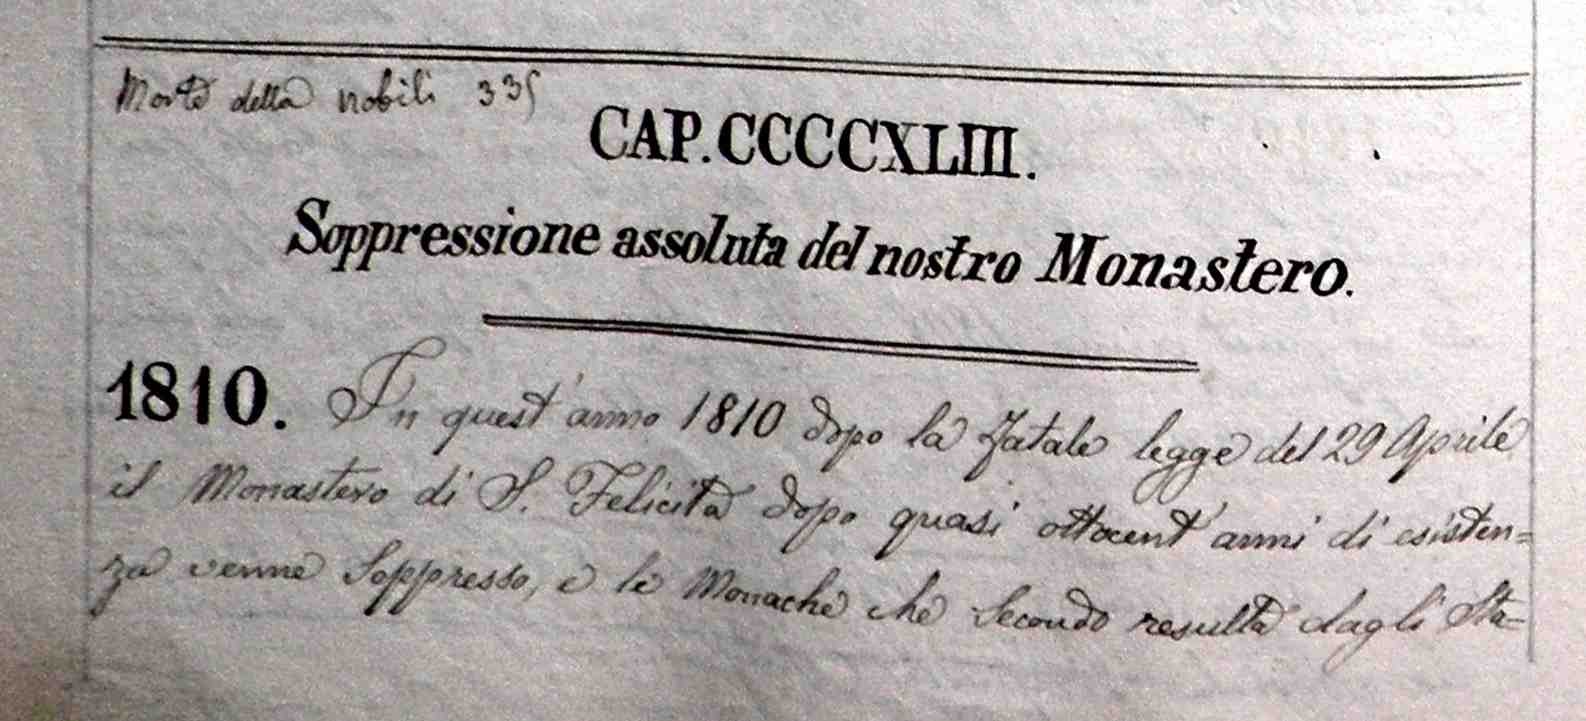 Morte della nobili 335
CAP. CCCCXLIII.
Soppressione assoluta del nostro Monastero.
1810. In quest'anno 1810 dopo la fatale legge del 29 Aprile
il Monastero di S. Felicita dopo quasi ottocent'anni di esisten=
za venne Soppresso, e le Monache che Secondo resulta dagli Sta=